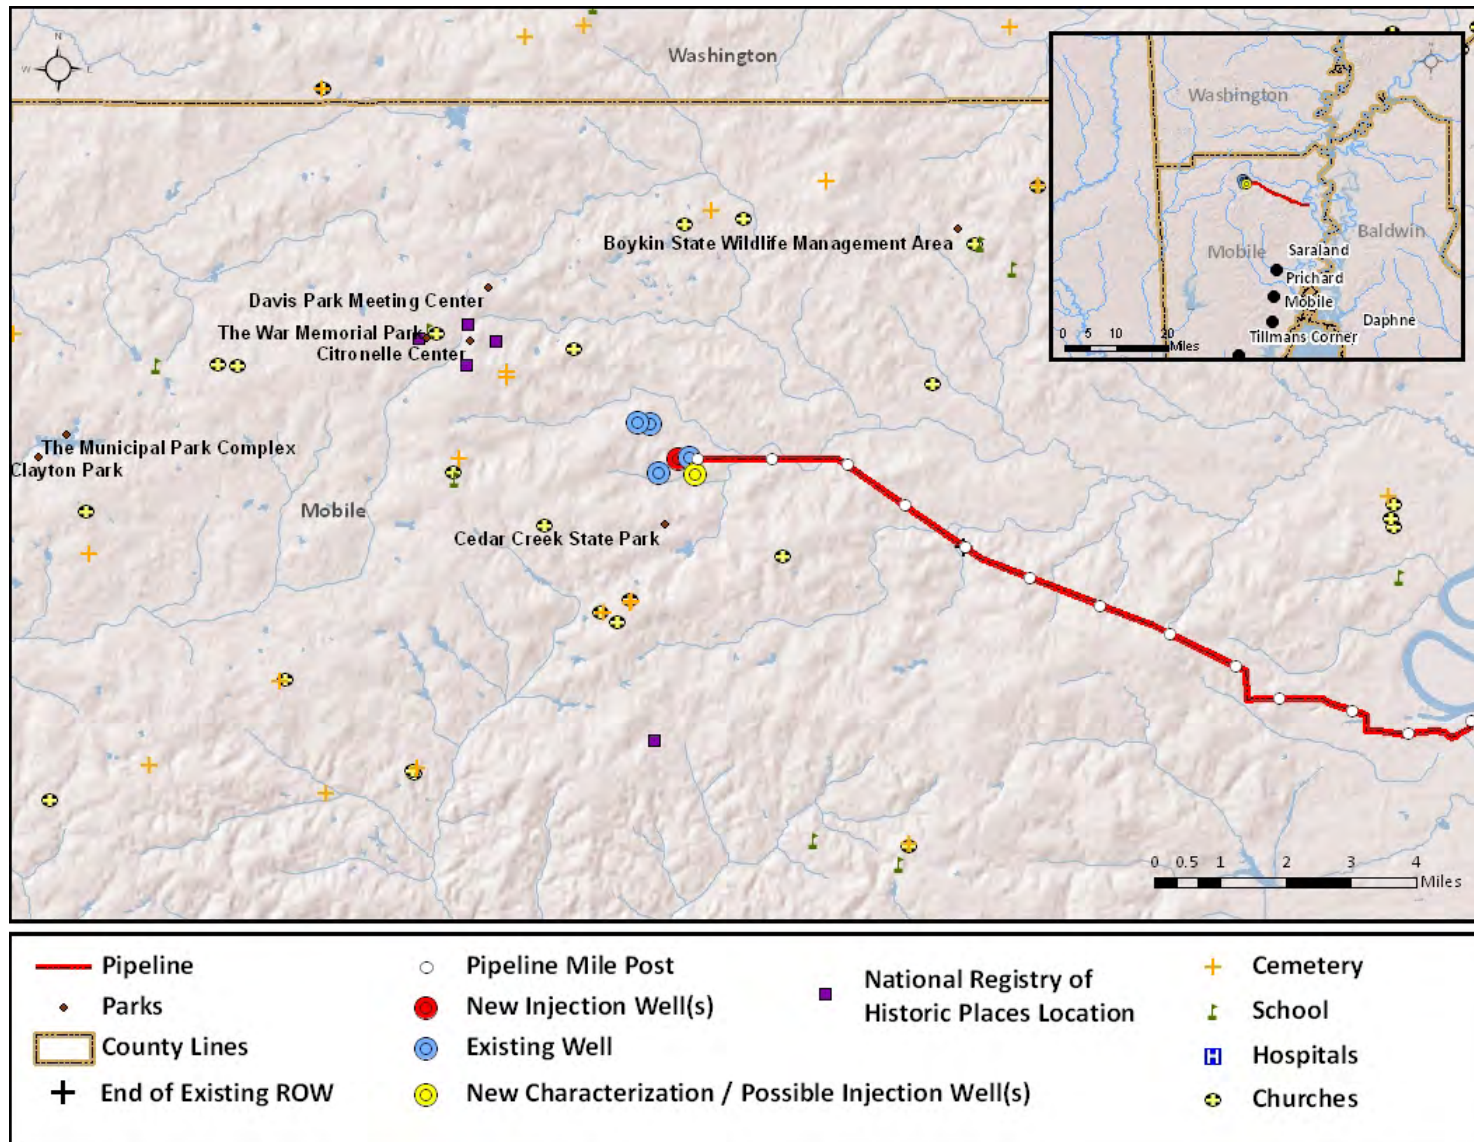 N
W
E
Washington
Boykin State Wildlife Management Area
Davis Park Meeting Center
The War Memorial Park
Citronelle Center
The Municipal Park Complex
Clayton Park
Mobile
Cedar Creek State Park
Washington
Mobile
Baldwin
Saraland
Prichard
Mobile
Daphne
Tillmans Corner
0 5 10 20
Miles
0 0.5 1 2 3 4
Miles
Pipeline
Parks
County Lines
End of Existing ROW
Pipeline Mile Post
New Injection Well(s)
Existing Well
New Characterization / Possible Injection Well(s)
National Registry of
Historic Places Location
Cemetery
School
H Hospitals
Churches